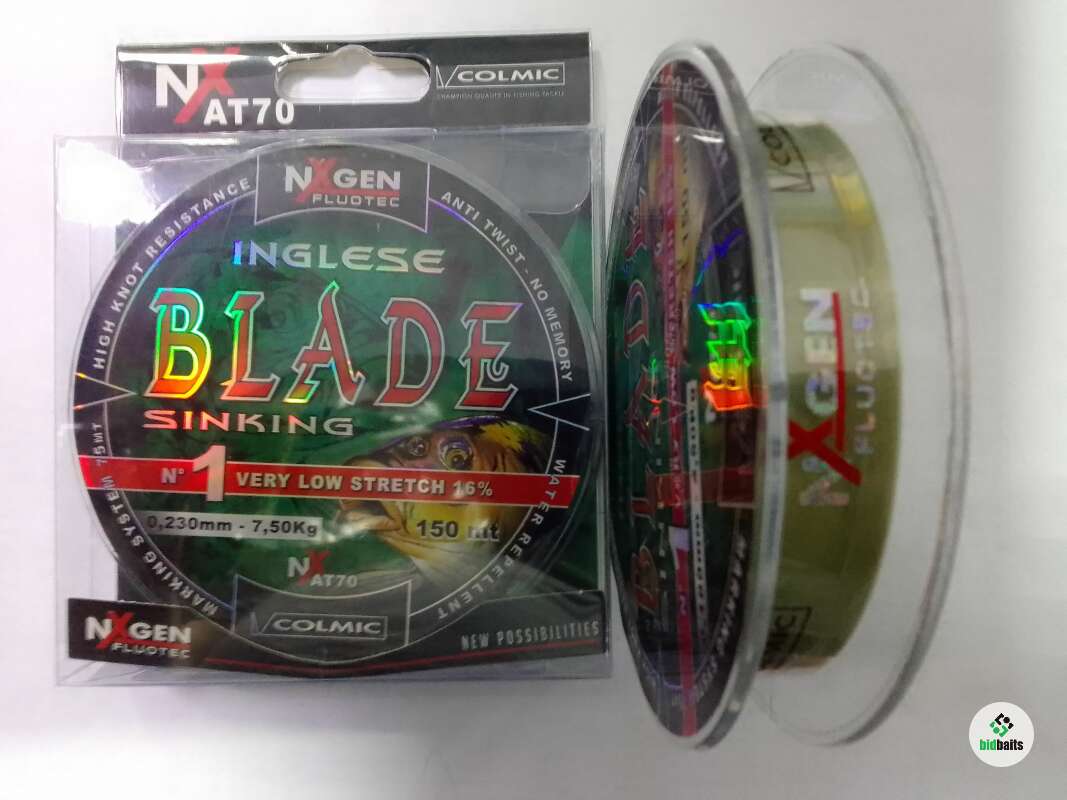 NX AT70
COLMIC
CHAMPION QUALITY IN FISHING TACKLE
NXGEN
FLUOTEC
HIGH KNOT RESISTANCE
ANTI TWIST - NO MEMORY
INGLESE
BLADE
SINKING
N° 1 VERY LOW STRETCH 16%
0,230mm - 7,50Kg
150 mt
MARKING SYSTEM 75MT
WATER REPELLENT
NX AT70
COLMIC
NXGEN
FLUOTEC
NEW POSSIBILITIES
BLADE
NXGEN
FLUOTEC
bidbaits